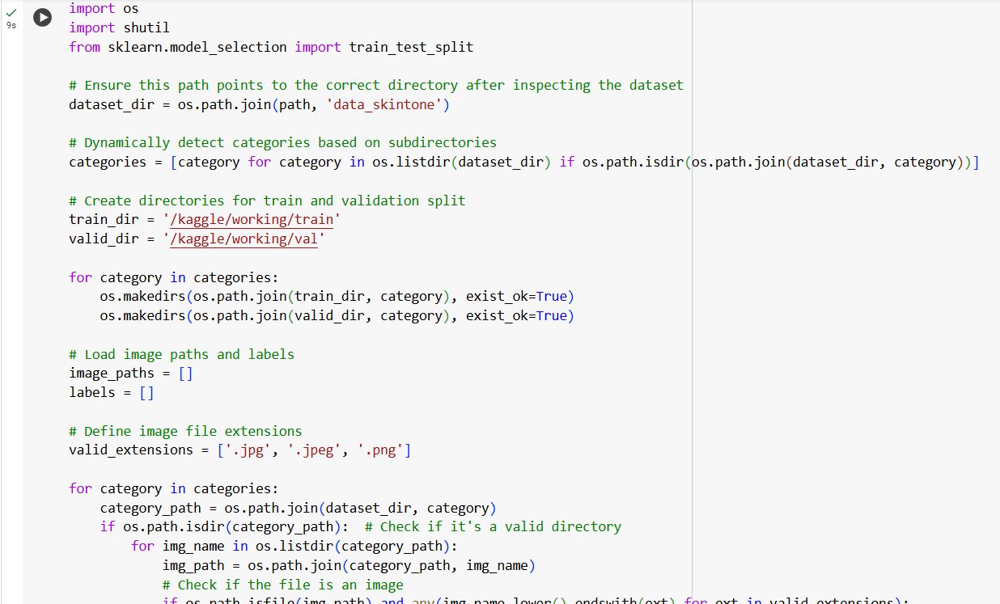 9s
import os
import shutil
from sklearn.model_selection import train_test_split
# Ensure this path points to the correct directory after inspecting the dataset
dataset_dir = os.path.join(path, 'data_skintone')
# Dynamically detect categories based on subdirectories
categories = [category for category in os.listdir(dataset_dir) if os.path.isdir(os.path.join(dataset_dir, category))]
# Create directories for train and validation split
train_dir = '/kaggle/working/train'
valid_dir = '/kaggle/working/val'
for category in categories:
    os.makedirs(os.path.join(train_dir, category), exist_ok=True)
    os.makedirs(os.path.join(valid_dir, category), exist_ok=True)
# Load image paths and labels
image_paths = []
labels = []
# Define image file extensions
valid_extensions = ['.jpg', '.jpeg', '.png']
for category in categories:
    category_path = os.path.join(dataset_dir, category)
    if os.path.isdir(category_path):  # Check if it's a valid directory
        for img_name in os.listdir(category_path):
            img_path = os.path.join(category_path, img_name)
            # Check if the file is an image
            if os.path.isfile(img_path) and any(img_name.lower().endswith(ext) for ext in valid_extensions):